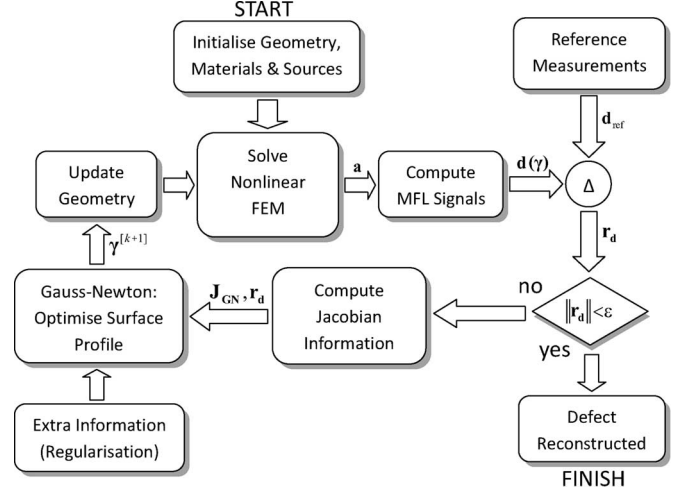 START
Initialise Geometry,
Materials & Sources
Reference
Measurements
d_ref
Update
Geometry
Solve
Nonlinear
FEM
a
Compute
MFL Signals
d(γ)
Δ
r_d
γ^[k+1]
Gauss-Newton:
Optimise Surface
Profile
J_GN, r_d
Compute
Jacobian
Information
no
‖r_d‖<ε
yes
Extra Information
(Regularisation)
Defect
Reconstructed
FINISH